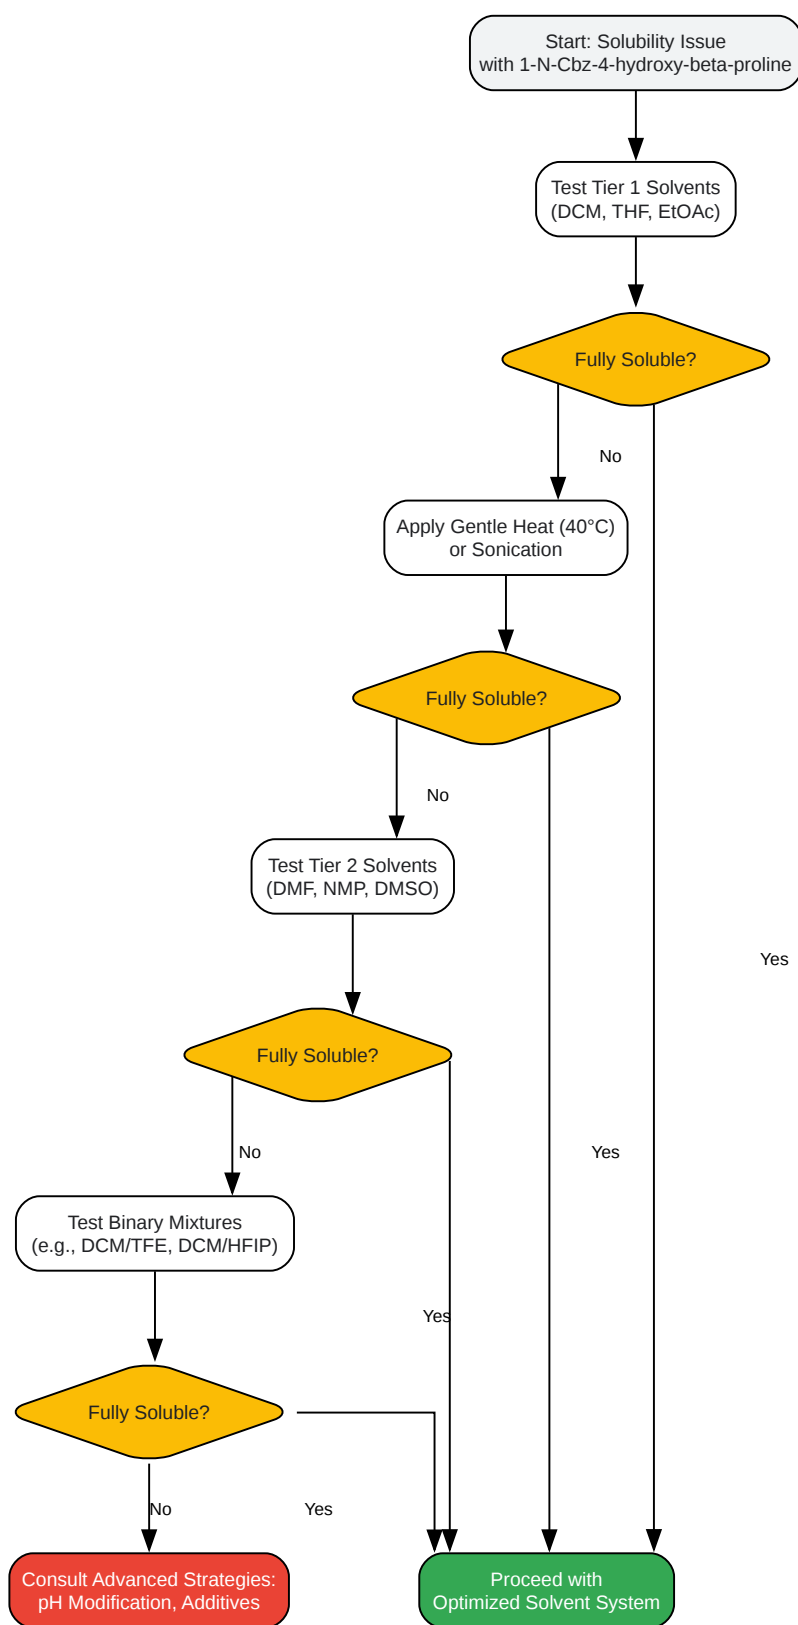 Start: Solubility Issue
with 1-N-Cbz-4-hydroxy-beta-proline
Test Tier 1 Solvents
(DCM, THF, EtOAc)
Fully Soluble?
No
Apply Gentle Heat (40°C)
or Sonication
Fully Soluble?
No
Test Tier 2 Solvents
(DMF, NMP, DMSO)
Yes
Fully Soluble?
No
Yes
Test Binary Mixtures
(e.g., DCM/TFE, DCM/HFIP)
Yes
Fully Soluble?
No
Yes
Consult Advanced Strategies:
pH Modification, Additives
Proceed with
Optimized Solvent System